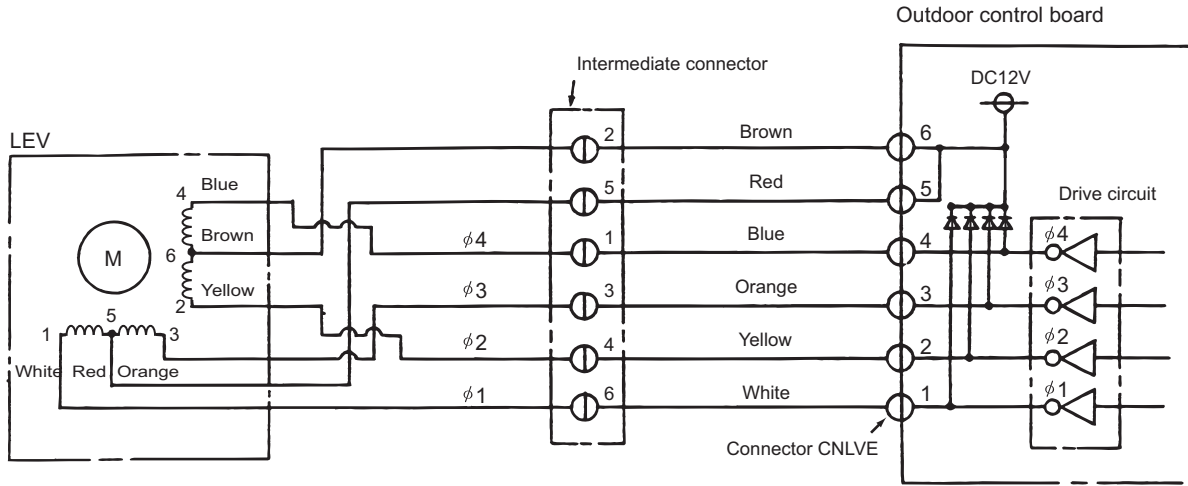 Outdoor control board
DC12V
Intermediate connector
LEV
2 Brown 6
5 Red 5
Drive circuit
4 Blue
φ4 1 Blue 4 φ4
6 Brown
M
φ3 3 Orange 3 φ3
2 Yellow
φ2 4 Yellow 2 φ2
1 5 3
White Red Orange
φ1 6 White 1 φ1
Connector CNLVE